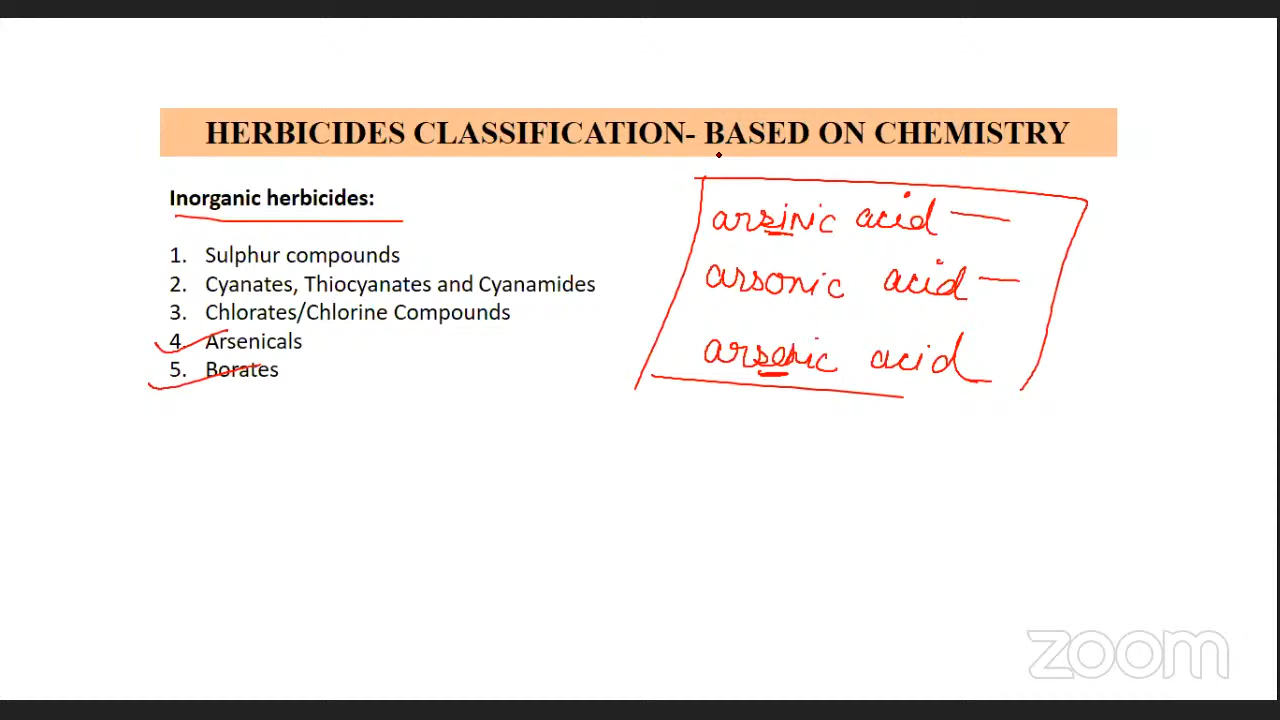 HERBICIDES CLASSIFICATION- BASED ON CHEMISTRY
Inorganic herbicides:
1. Sulphur compounds
2. Cyanates, Thiocyanates and Cyanamides
3. Chlorates/Chlorine Compounds
4. Arsenicals
5. Borates
arsinic acid —
arsonic acid —
arsenic acid
zoom